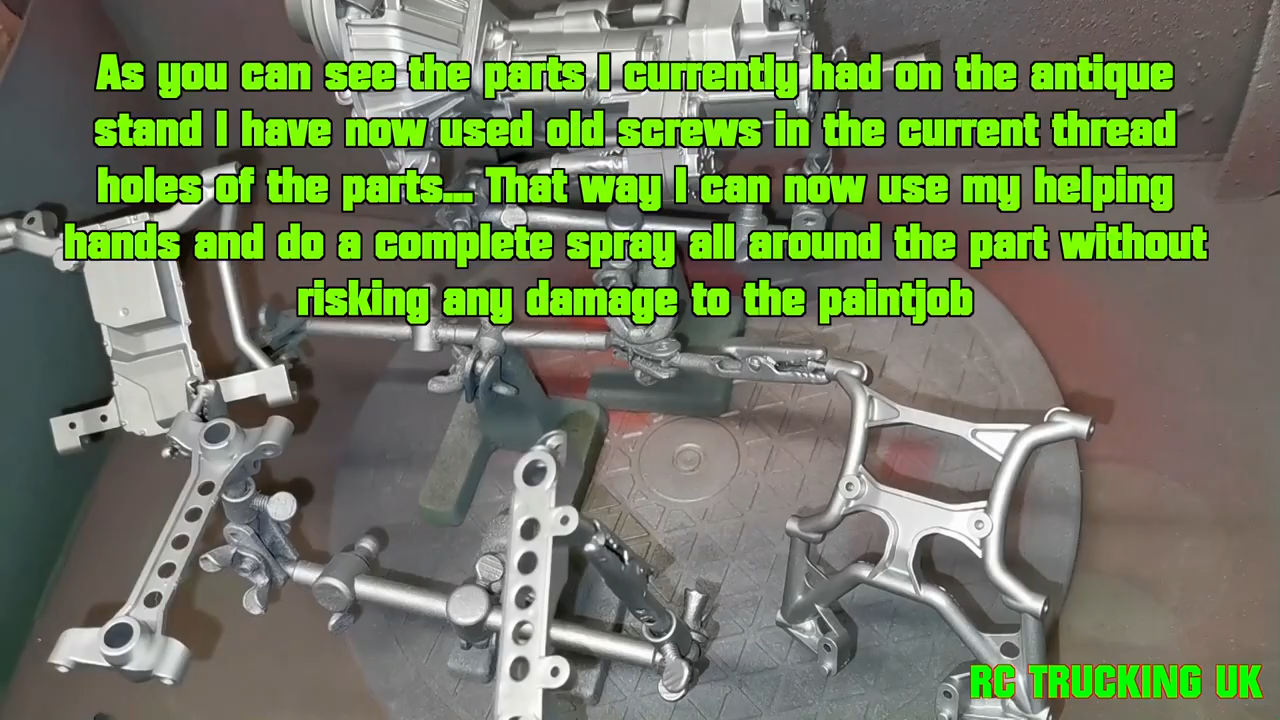 As you can see the parts I currently had on the antique
stand I have now used old screws in the current thread
holes of the parts... That way I can now use my helping
hands and do a complete spray all around the part without
risking any damage to the paintjob
RC TRUCKING UK